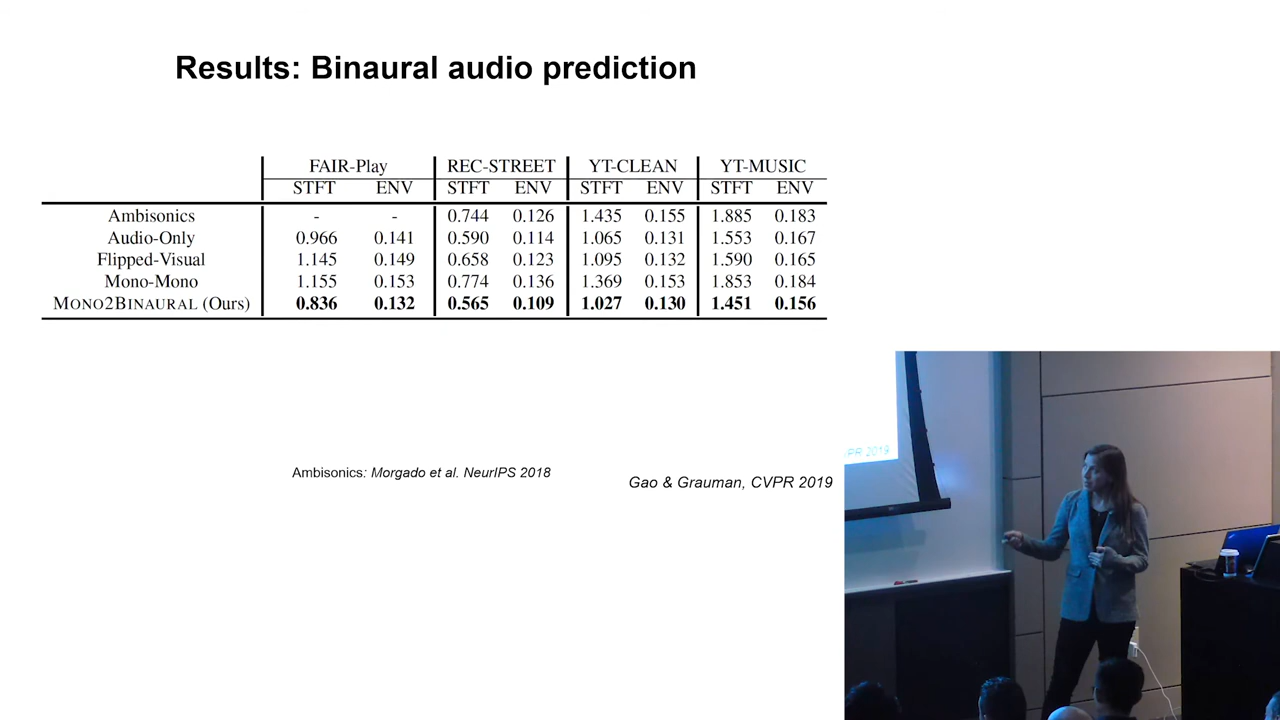 Results: Binaural audio prediction
FAIR-Play REC-STREET YT-CLEAN YT-MUSIC
STFT ENV STFT ENV STFT ENV STFT ENV
Ambisonics - - 0.744 0.126 1.435 0.155 1.885 0.183
Audio-Only 0.966 0.141 0.590 0.114 1.065 0.131 1.553 0.167
Flipped-Visual 1.145 0.149 0.658 0.123 1.095 0.132 1.590 0.165
Mono-Mono 1.155 0.153 0.774 0.136 1.369 0.153 1.853 0.184
MONO2BINAURAL (Ours) 0.836 0.132 0.565 0.109 1.027 0.130 1.451 0.156
Ambisonics: Morgado et al. NeurIPS 2018
Gao & Grauman, CVPR 2019
VPR 2019